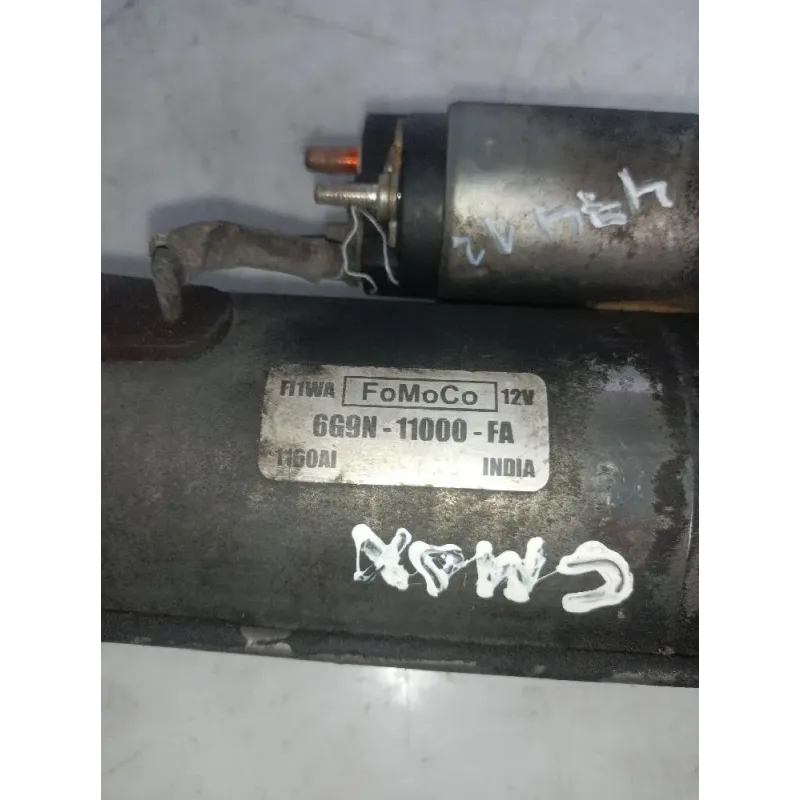 FI1WA FoMoCo 12V
6G9N - 11000 - FA
1160AI INDIA
CMAX